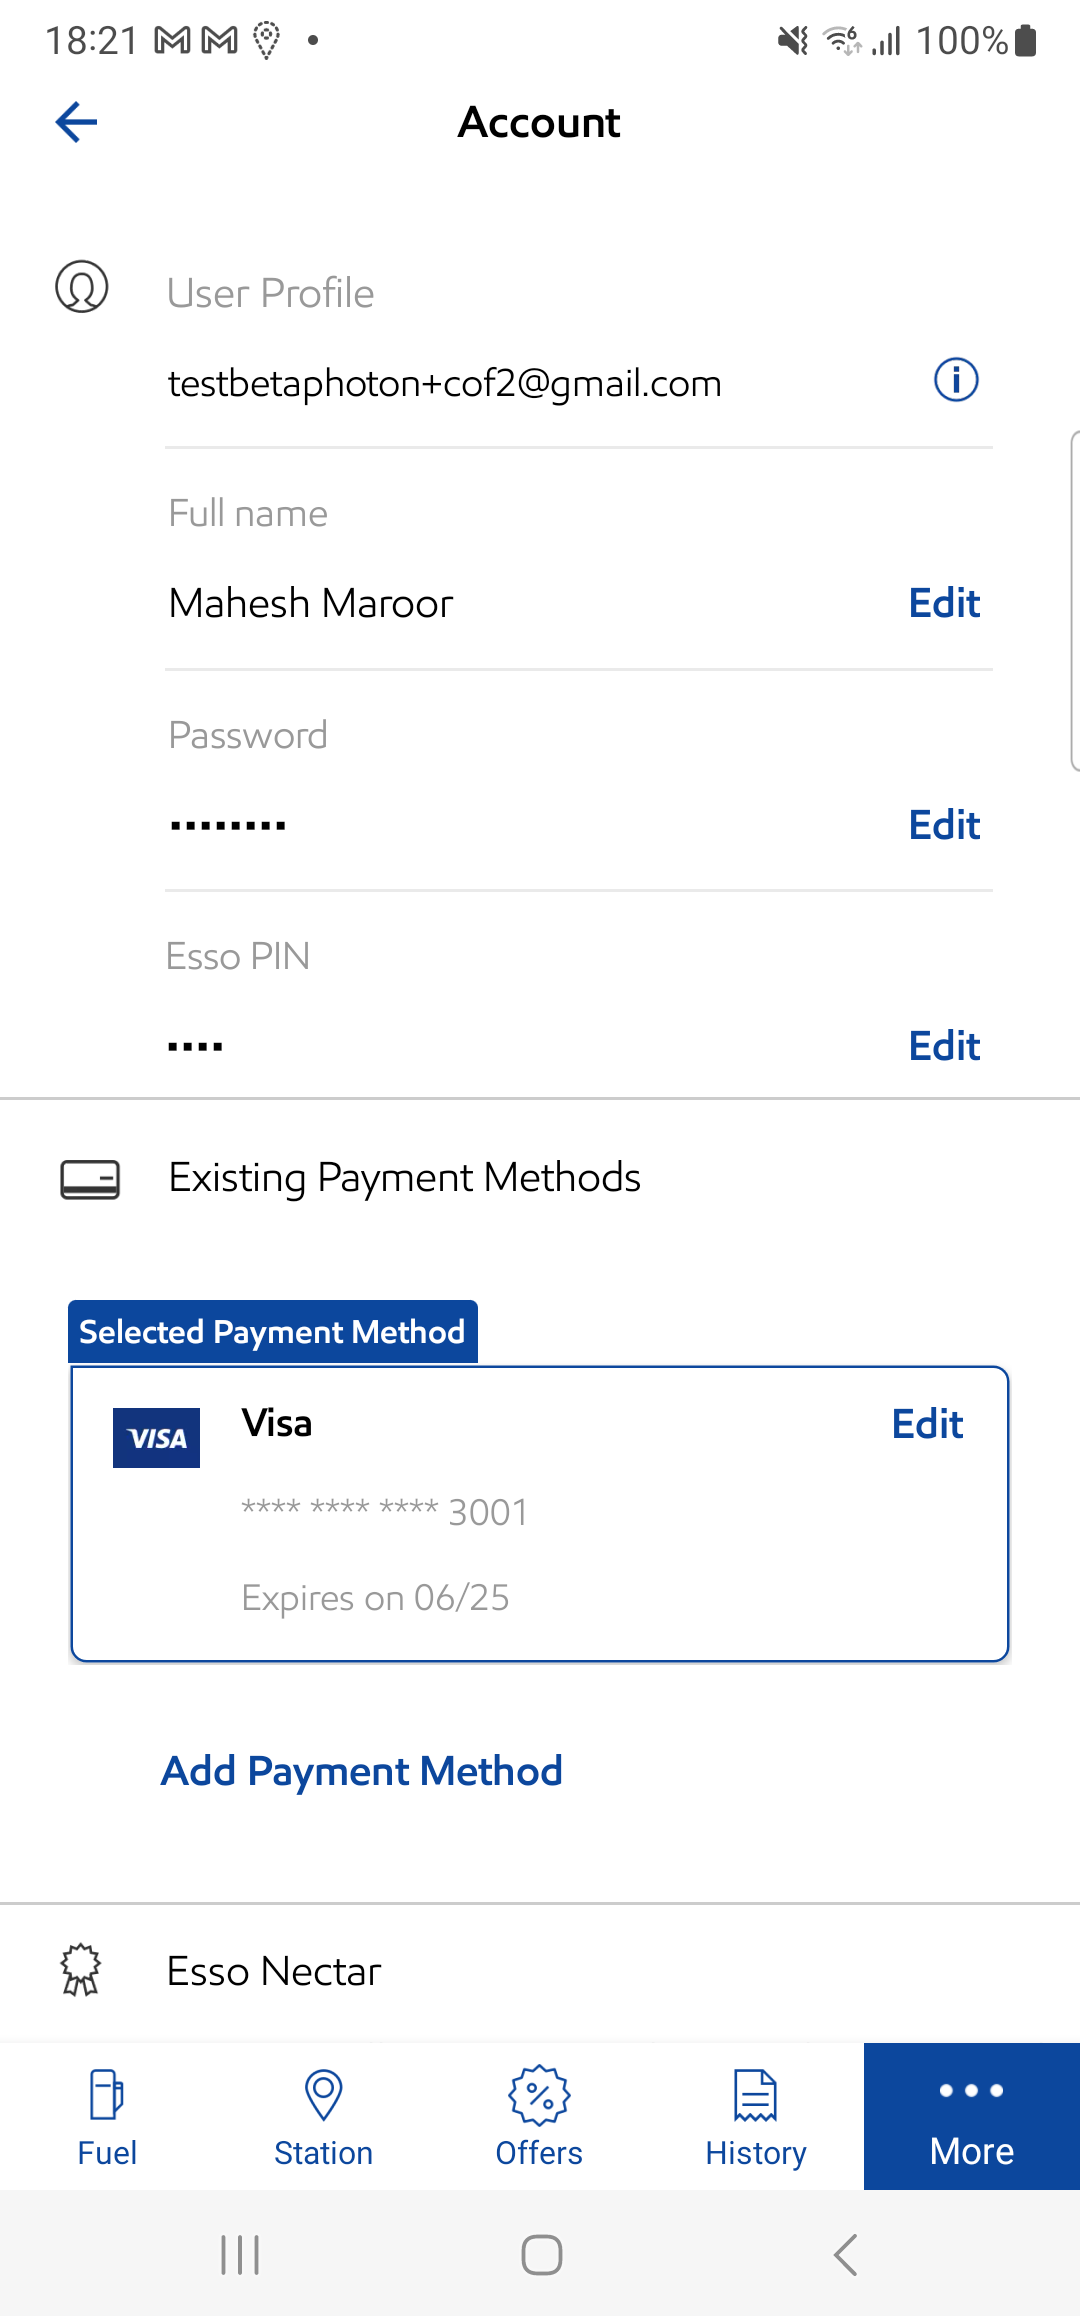 18:21
100%
Account
User Profile
testbetaphoton+cof2@gmail.com
Full name
Mahesh Maroor
Edit
Password
••••••••
Edit
Esso PIN
••••
Edit
Existing Payment Methods
Selected Payment Method
VISA
Visa
Edit
**** **** **** 3001
Expires on 06/25
Add Payment Method
Esso Nectar
Fuel
Station
Offers
History
More